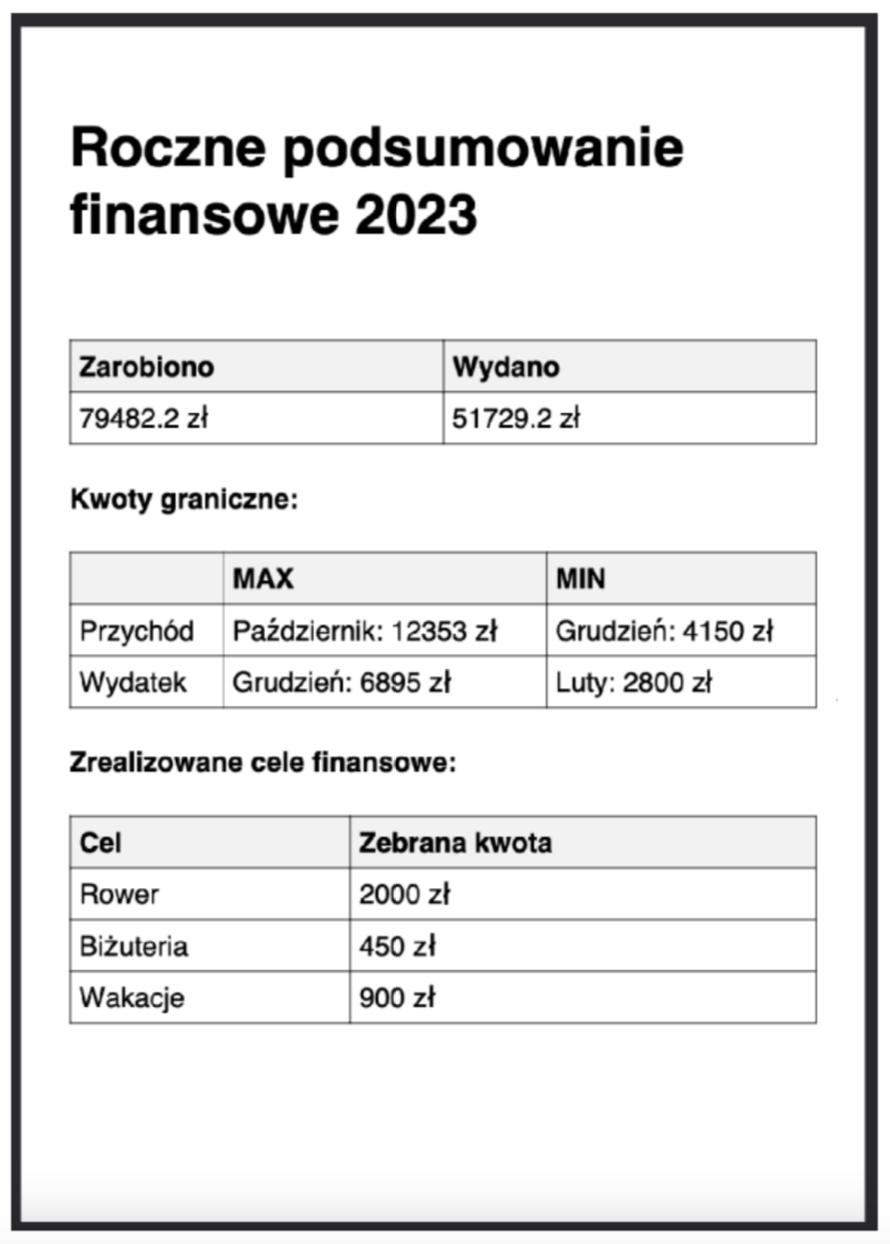 Roczne podsumowanie
finansowe 2023
Zarobiono Wydano
79482.2 zł 51729.2 zł
Kwoty graniczne:
MAX MIN
Przychód Październik: 12353 zł Grudzień: 4150 zł
Wydatek Grudzień: 6895 zł Luty: 2800 zł
Zrealizowane cele finansowe:
Cel Zebrana kwota
Rower 2000 zł
Biżuteria 450 zł
Wakacje 900 zł